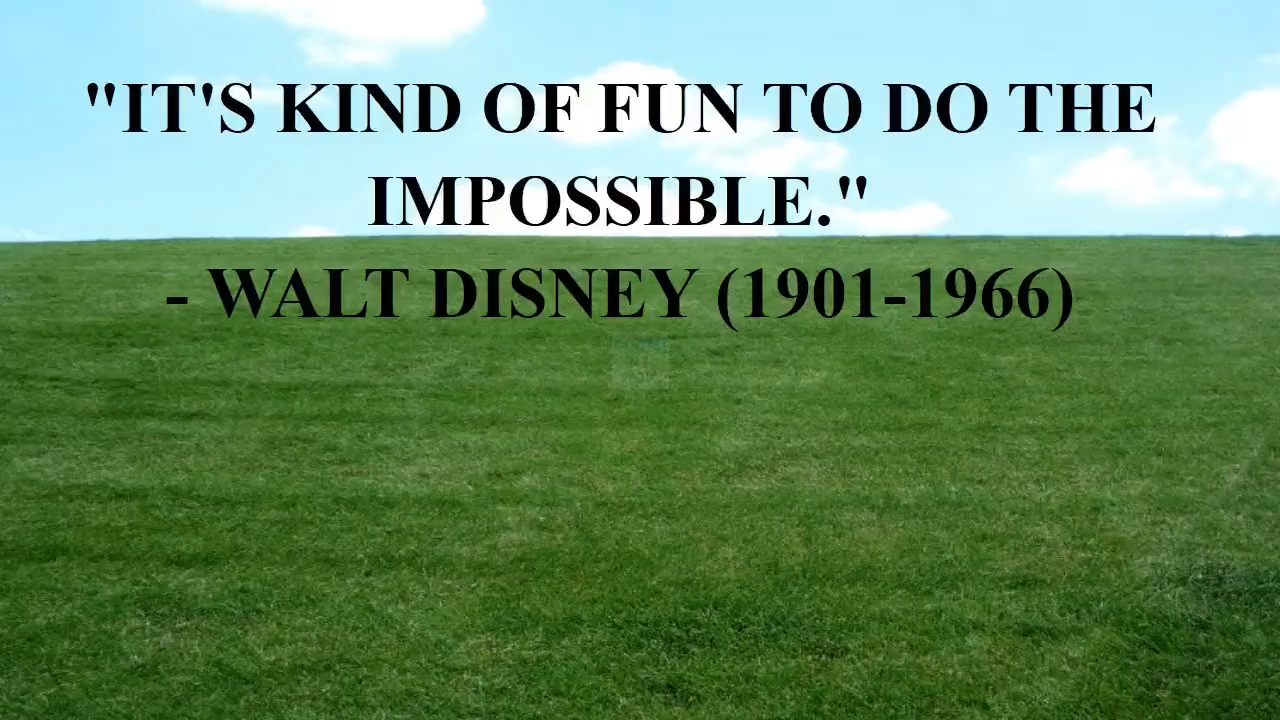 "IT'S KIND OF FUN TO DO THE
IMPOSSIBLE."
- WALT DISNEY (1901-1966)